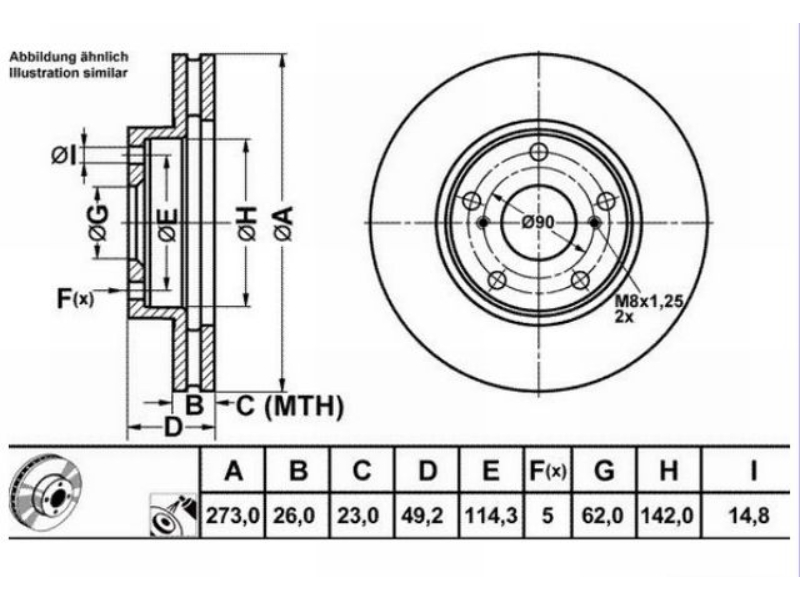 Abbildung ähnlich
Illustration similar
ØI
ØG
ØE
ØH
ØA
F(x)
B
C (MTH)
D
Ø90
M8x1,25
2x
A B C D E F(x) G H I
273,0 26,0 23,0 49,2 114,3 5 62,0 142,0 14,8